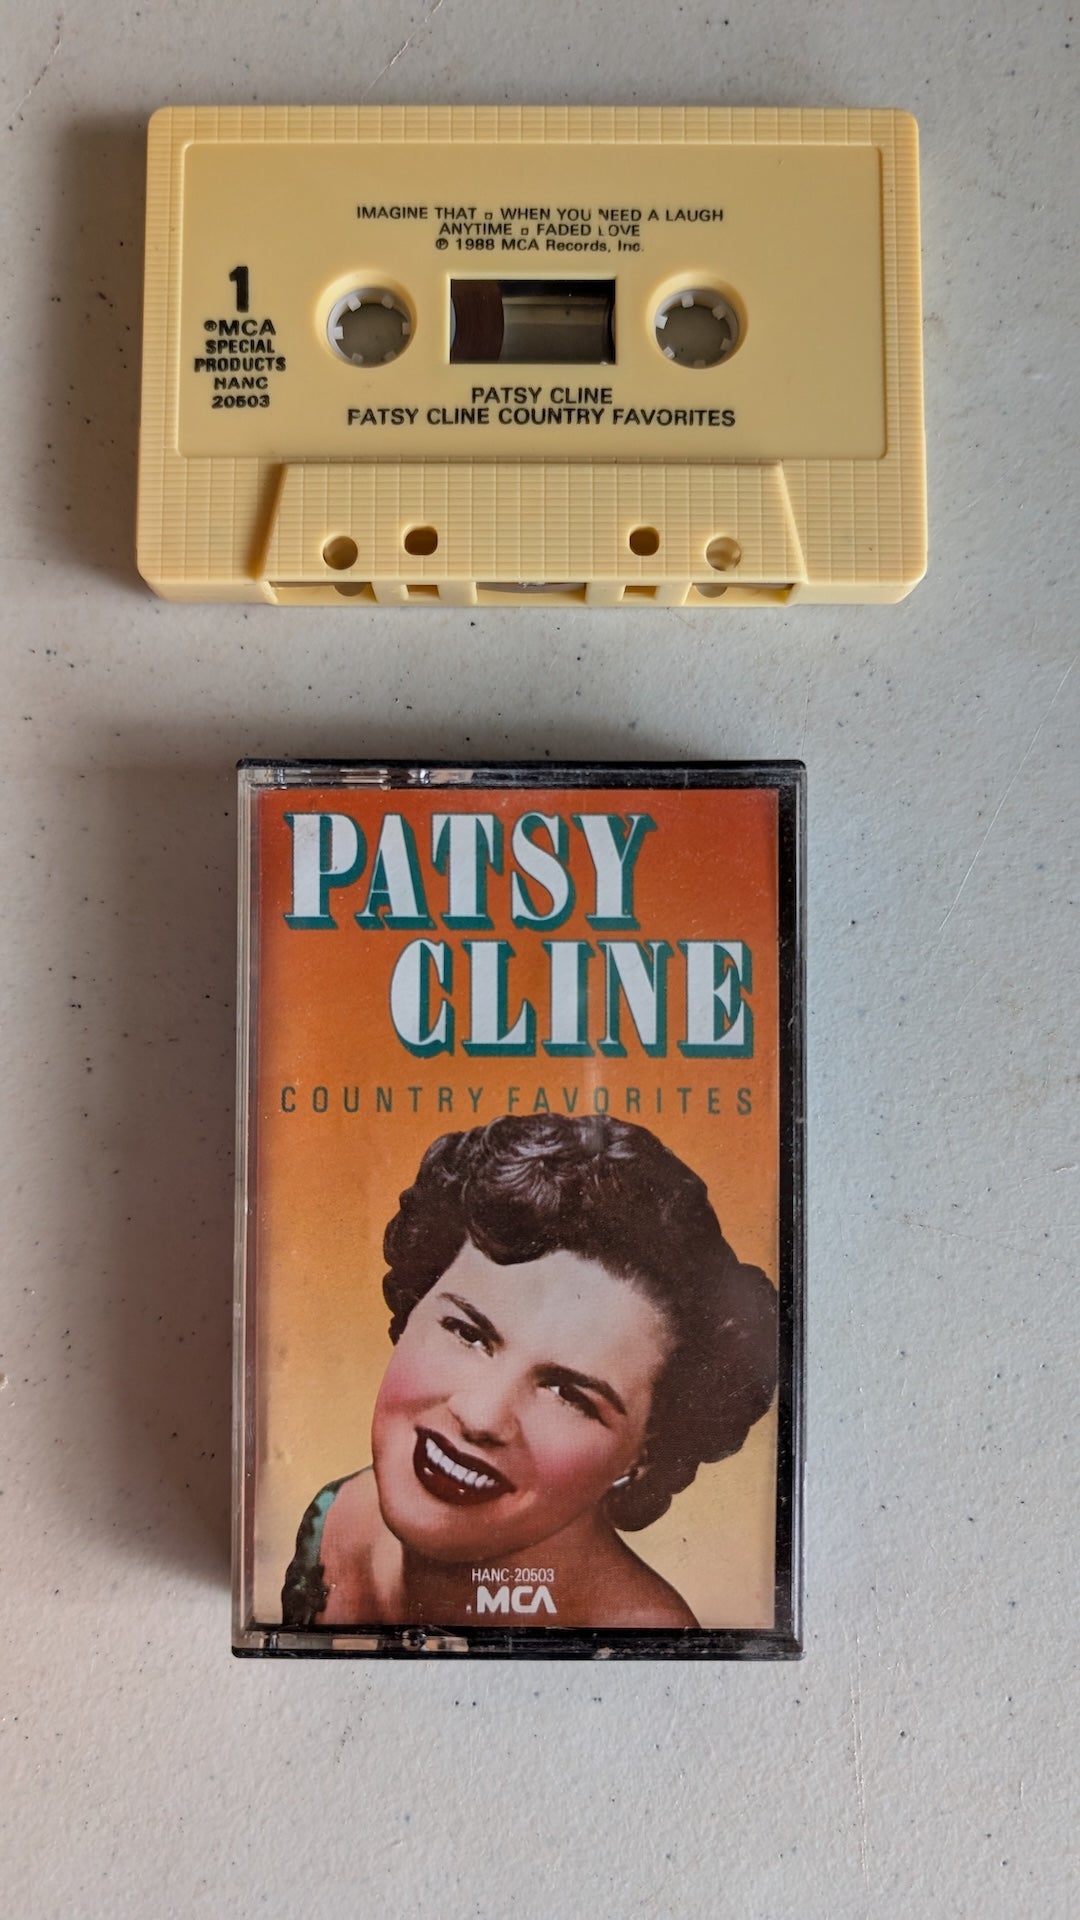 IMAGINE THAT ▫ WHEN YOU NEED A LAUGH
ANYTIME ▫ FADED LOVE
℗ 1988 MCA Records, Inc.
1
®MCA
SPECIAL
PRODUCTS
HANC
20503
PATSY CLINE
PATSY CLINE COUNTRY FAVORITES
PATSY
CLINE
COUNTRY FAVORITES
HANC-20503
MCA